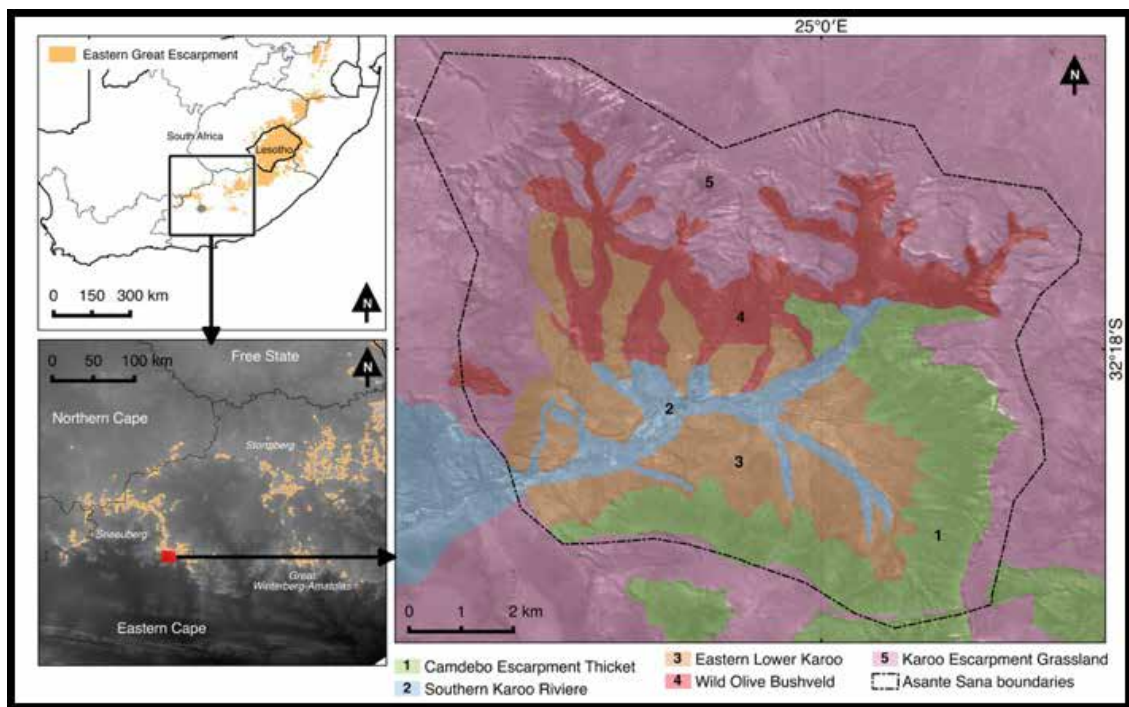 Eastern Great Escarpment
South Africa
Lesotho
0 150 300 km
N
0 50 100 km
Free State
N
Northern Cape
Stormberg
Sneeuberg
Great
Winterberg-Amatolas
Eastern Cape
25°0'E
N
5
4
32°18'S
2
3
1
0 1 2 km
1 Camdebo Escarpment Thicket
2 Southern Karoo Riviere
3 Eastern Lower Karoo
4 Wild Olive Bushveld
5 Karoo Escarpment Grassland
Asante Sana boundaries